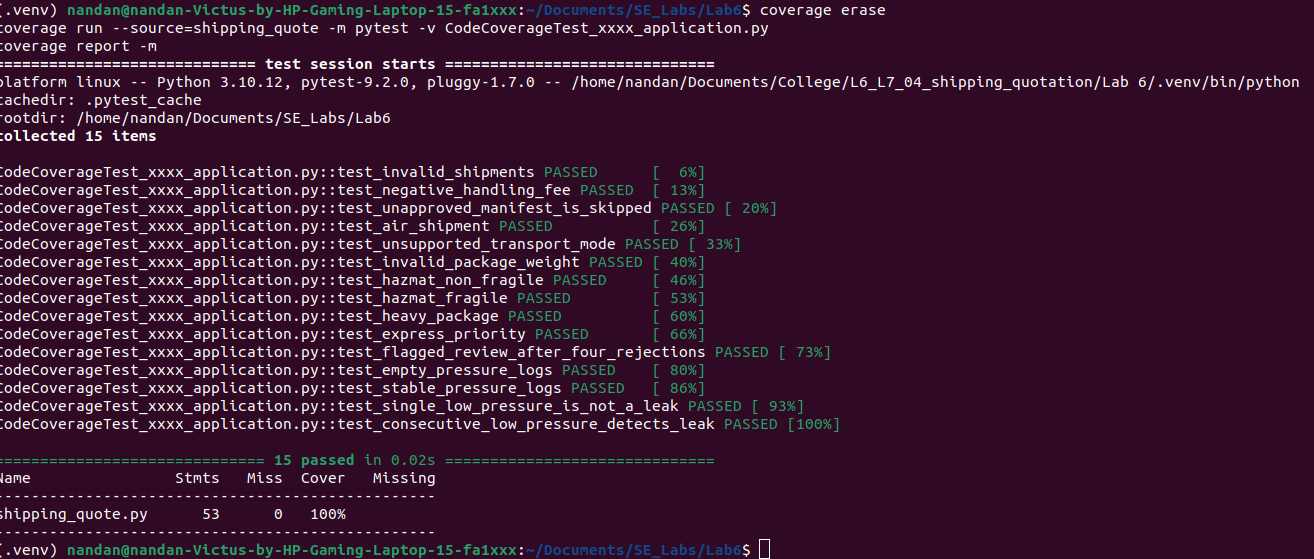 (.venv) nandan@nandan-Victus-by-HP-Gaming-Laptop-15-fa1xxx:~/Documents/SE_Labs/Lab6$ coverage erase
coverage run --source=shipping_quote -m pytest -v CodeCoverageTest_xxxx_application.py
coverage report -m
============================= test session starts ==============================
platform linux -- Python 3.10.12, pytest-9.2.0, pluggy-1.7.0 -- /home/nandan/Documents/College/L6_L7_04_shipping_quotation/Lab 6/.venv/bin/python
cachedir: .pytest_cache
rootdir: /home/nandan/Documents/SE_Labs/Lab6
collected 15 items

CodeCoverageTest_xxxx_application.py::test_invalid_shipments PASSED      [  6%]
CodeCoverageTest_xxxx_application.py::test_negative_handling_fee PASSED  [ 13%]
CodeCoverageTest_xxxx_application.py::test_unapproved_manifest_is_skipped PASSED [ 20%]
CodeCoverageTest_xxxx_application.py::test_air_shipment PASSED           [ 26%]
CodeCoverageTest_xxxx_application.py::test_unsupported_transport_mode PASSED [ 33%]
CodeCoverageTest_xxxx_application.py::test_invalid_package_weight PASSED [ 40%]
CodeCoverageTest_xxxx_application.py::test_hazmat_non_fragile PASSED     [ 46%]
CodeCoverageTest_xxxx_application.py::test_hazmat_fragile PASSED         [ 53%]
CodeCoverageTest_xxxx_application.py::test_heavy_package PASSED          [ 60%]
CodeCoverageTest_xxxx_application.py::test_express_priority PASSED       [ 66%]
CodeCoverageTest_xxxx_application.py::test_flagged_review_after_four_rejections PASSED [ 73%]
CodeCoverageTest_xxxx_application.py::test_empty_pressure_logs PASSED    [ 80%]
CodeCoverageTest_xxxx_application.py::test_stable_pressure_logs PASSED   [ 86%]
CodeCoverageTest_xxxx_application.py::test_single_low_pressure_is_not_a_leak PASSED [ 93%]
CodeCoverageTest_xxxx_application.py::test_consecutive_low_pressure_detects_leak PASSED [100%]

============================== 15 passed in 0.02s ==============================
Name                Stmts   Miss  Cover   Missing
-------------------------------------------------
shipping_quote.py      53      0   100%
-------------------------------------------------
(.venv) nandan@nandan-Victus-by-HP-Gaming-Laptop-15-fa1xxx:~/Documents/SE_Labs/Lab6$